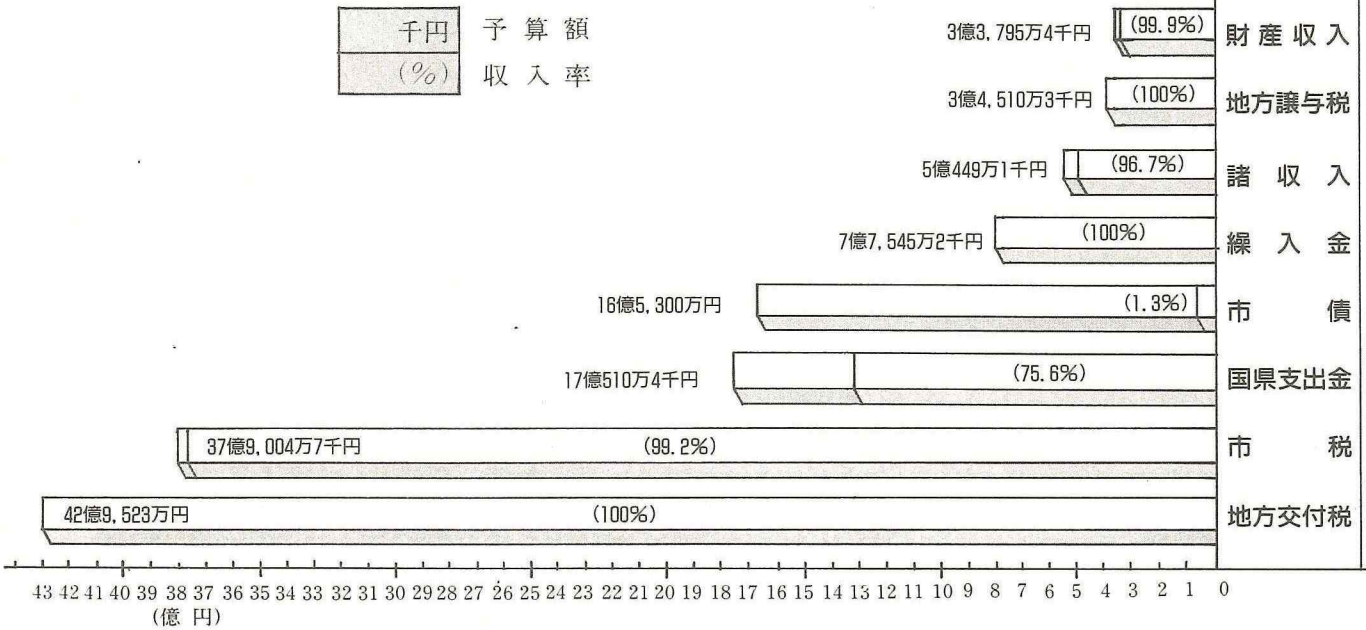 千円 予算額
(%) 収入率
3億3,795万4千円 (99.9%) 財産収入
3億4,510万3千円 (100%) 地方譲与税
5億449万1千円 (96.7%) 諸収入
7億7,545万2千円 (100%) 繰入金
16億5,300万円 (1.3%) 市債
17億510万4千円 (75.6%) 国県支出金
37億9,004万7千円 (99.2%) 市税
42億9,523万円 (100%) 地方交付税
43 42 41 40 39 38 37 36 35 34 33 32 31 30 29 28 27 26 25 24 23 22 21 20 19 18 17 16 15 14 13 12 11 10 9 8 7 6 5 4 3 2 1 0
(億円)